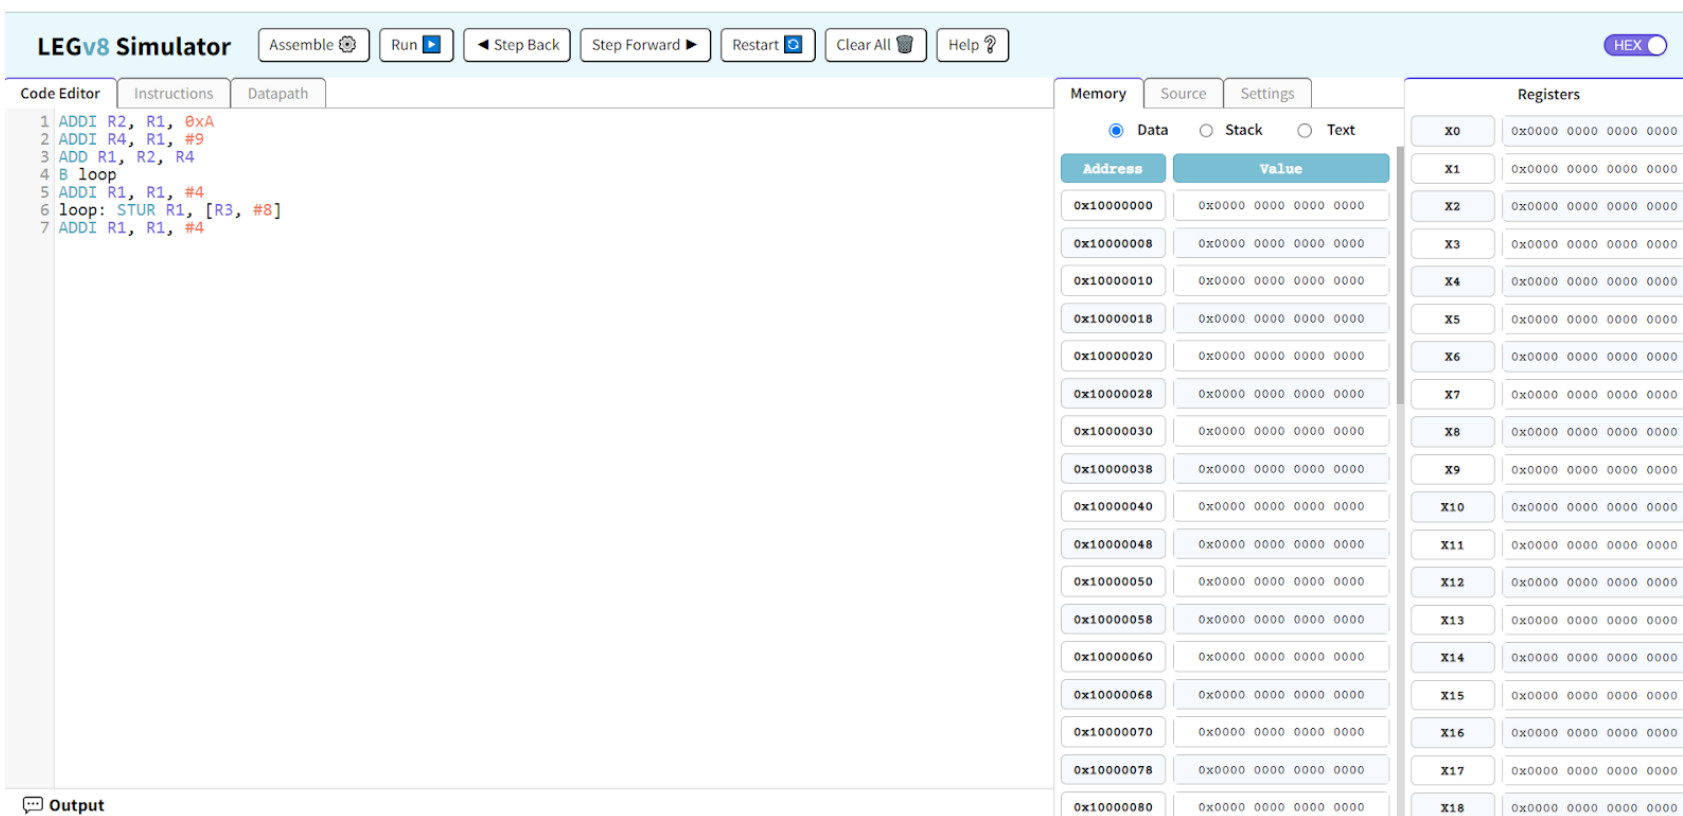 LEGv8 Simulator Assemble Run Step Back Step Forward Restart Clear All Help ? HEX
Code Editor Instructions Datapath
1 ADDI R2, R1, 0xA
2 ADDI R4, R1, #9
3 ADD R1, R2, R4
4 B loop
5 ADDI R1, R1, #4
6 loop: STUR R1, [R3, #8]
7 ADDI R1, R1, #4
Output
Memory Source Settings
Data Stack Text
Address Value
0x10000000 0x0000 0000 0000 0000
0x10000008 0x0000 0000 0000 0000
0x10000010 0x0000 0000 0000 0000
0x10000018 0x0000 0000 0000 0000
0x10000020 0x0000 0000 0000 0000
0x10000028 0x0000 0000 0000 0000
0x10000030 0x0000 0000 0000 0000
0x10000038 0x0000 0000 0000 0000
0x10000040 0x0000 0000 0000 0000
0x10000048 0x0000 0000 0000 0000
0x10000050 0x0000 0000 0000 0000
0x10000058 0x0000 0000 0000 0000
0x10000060 0x0000 0000 0000 0000
0x10000068 0x0000 0000 0000 0000
0x10000070 0x0000 0000 0000 0000
0x10000078 0x0000 0000 0000 0000
0x10000080 0x0000 0000 0000 0000
Registers
X0 0x0000 0000 0000 0000
X1 0x0000 0000 0000 0000
X2 0x0000 0000 0000 0000
X3 0x0000 0000 0000 0000
X4 0x0000 0000 0000 0000
X5 0x0000 0000 0000 0000
X6 0x0000 0000 0000 0000
X7 0x0000 0000 0000 0000
X8 0x0000 0000 0000 0000
X9 0x0000 0000 0000 0000
X10 0x0000 0000 0000 0000
X11 0x0000 0000 0000 0000
X12 0x0000 0000 0000 0000
X13 0x0000 0000 0000 0000
X14 0x0000 0000 0000 0000
X15 0x0000 0000 0000 0000
X16 0x0000 0000 0000 0000
X17 0x0000 0000 0000 0000
X18 0x0000 0000 0000 0000